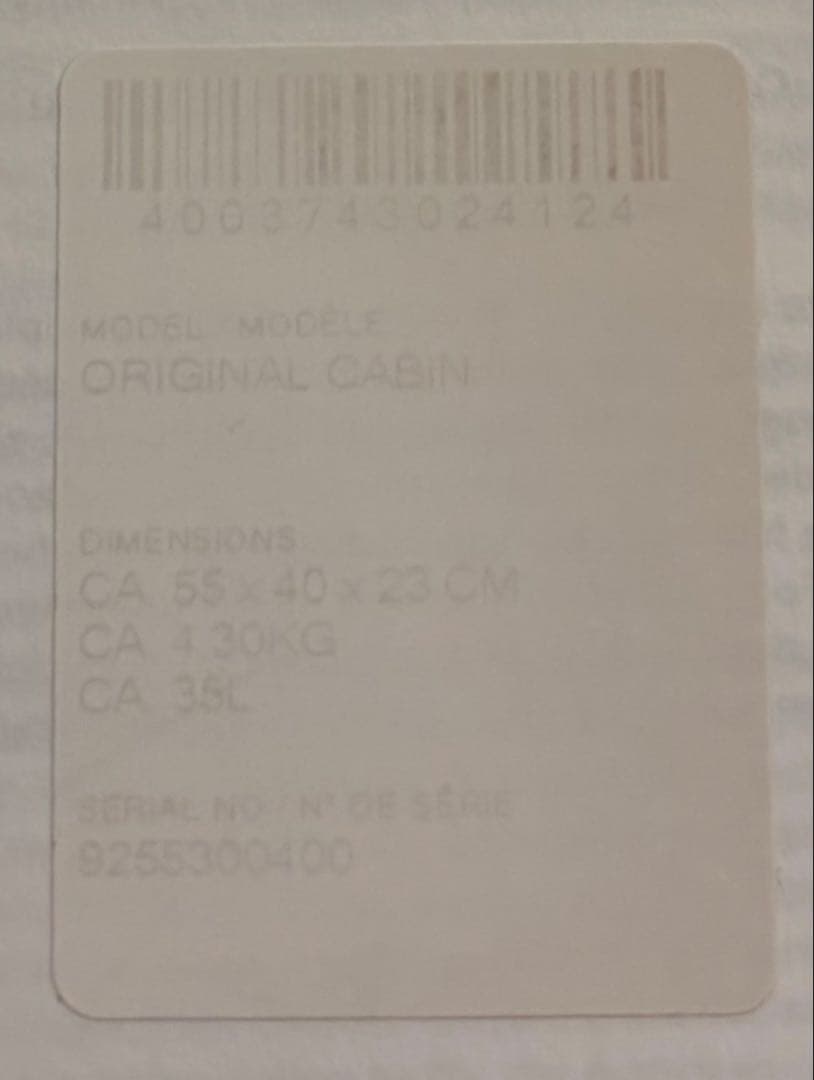 4003743024124
MODEL / MODÈLE
ORIGINAL CABIN
DIMENSIONS
CA. 55 x 40 x 23 CM
CA. 4.30KG
CA.
SERIAL NO / N° DE SÉRIE
9255300400